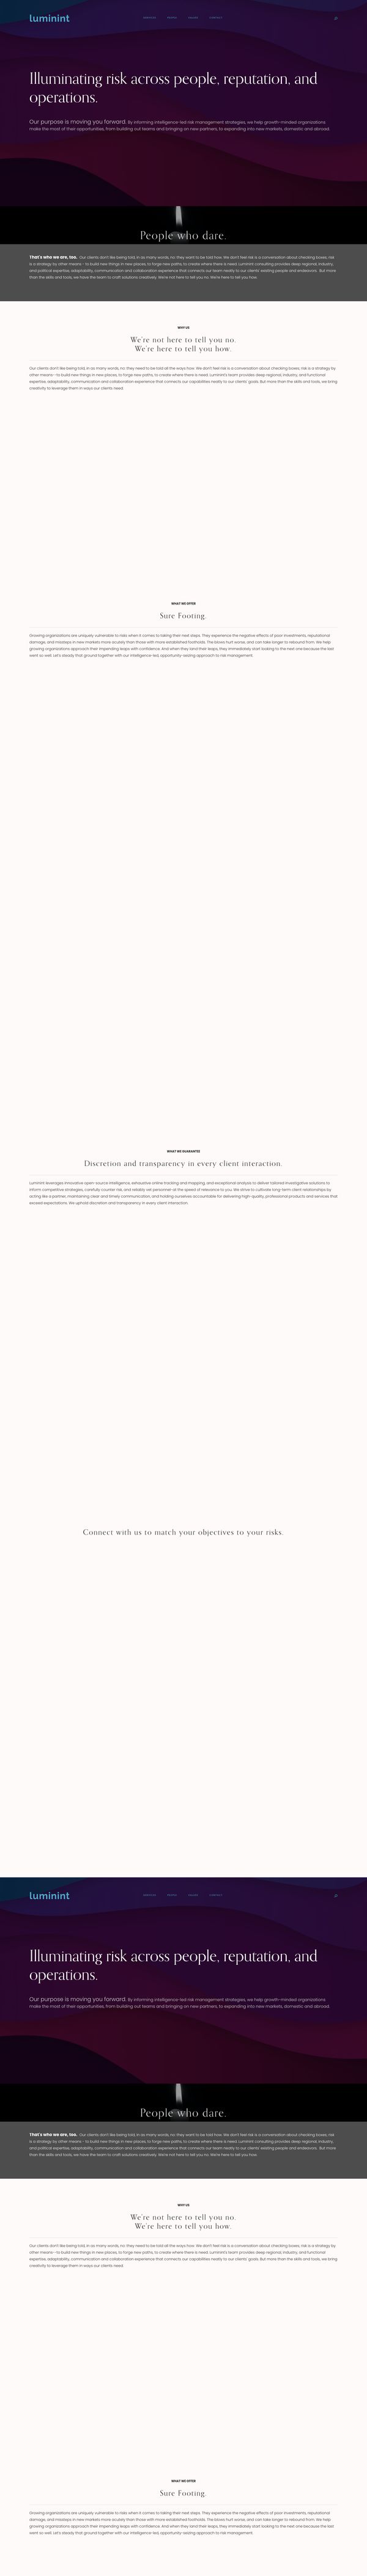 luminint
SERVICES PEOPLE VALUES CONTACT
Illuminating risk across people, reputation, and
operations.
Our purpose is moving you forward. By informing intelligence-led risk management strategies, we help growth-minded organizations
make the most of their opportunities, from building out teams and bringing on new partners, to expanding into new markets, domestic and abroad.
People who dare.
That's who we are, too. Our clients don't like being told, in as many words, no; they want to be told how. We don't feel risk is a conversation about checking boxes; risk
is a strategy by other means - to build new things in new places, to forge new paths, to create where there is need. Luminint consulting provides deep regional, industry,
and political expertise, adaptability, communication and collaboration experience that connects our team neatly to our clients' existing people and endeavors. But more
than the skills and tools, we have the team to craft solutions creatively. We're not here to tell you no. We're here to tell you how.
WHY US
We're not here to tell you no.
We're here to tell you how.
Our clients don't like being told, in as many words, no; they need to be told all the ways how. We don't feel risk is a conversation about checking boxes; risk is a strategy by
other means - to build new things in new places, to forge new paths, to create where there is need. Luminint's team provides deep regional, industry, and functional
expertise, adaptability, communication and collaboration experience that connects our capabilities neatly to our clients' goals. But more than the skills and tools, we bring
creativity to leverage them in ways our clients need.
WHAT WE OFFER
Sure Footing.
Growing organizations are uniquely vulnerable to risks when it comes to taking their next steps. They experience the negative effects of poor investments, reputational
damage, and missteps in new markets more acutely than those with more established footholds. The blows hurt worse, and can take longer to rebound from. We help
growing organizations approach their impending leaps with confidence. And when they land their leaps, they immediately start looking to the next one because the last
went so well. Let's steady that ground together with our intelligence-led, opportunity-seizing approach to risk management.
WHAT WE GUARANTEE
Discretion and transparency in every client interaction.
Luminint leverages innovative open-source intelligence, exhaustive online tracking and mapping, and exceptional analysis to deliver tailored investigative solutions to
inform competitive strategies, carefully counter risk, and reliably vet personnel at the speed of relevance to you. We strive to cultivate long-term client relationships by
acting like a partner, maintaining clear and timely communication, and holding ourselves accountable for delivering high-quality, professional products and services that
exceed expectations. We uphold discretion and transparency in every client interaction.
Connect with us to match your objectives to your risks.
luminint
SERVICES PEOPLE VALUES CONTACT
Illuminating risk across people, reputation, and
operations.
Our purpose is moving you forward. By informing intelligence-led risk management strategies, we help growth-minded organizations
make the most of their opportunities, from building out teams and bringing on new partners, to expanding into new markets, domestic and abroad.
People who dare.
That's who we are, too. Our clients don't like being told, in as many words, no; they want to be told how. We don't feel risk is a conversation about checking boxes; risk
is a strategy by other means - to build new things in new places, to forge new paths, to create where there is need. Luminint consulting provides deep regional, industry,
and political expertise, adaptability, communication and collaboration experience that connects our team neatly to our clients' existing people and endeavors. But more
than the skills and tools, we have the team to craft solutions creatively. We're not here to tell you no. We're here to tell you how.
WHY US
We're not here to tell you no.
We're here to tell you how.
Our clients don't like being told, in as many words, no; they need to be told all the ways how. We don't feel risk is a conversation about checking boxes; risk is a strategy by
other means - to build new things in new places, to forge new paths, to create where there is need. Luminint's team provides deep regional, industry, and functional
expertise, adaptability, communication and collaboration experience that connects our capabilities neatly to our clients' goals. But more than the skills and tools, we bring
creativity to leverage them in ways our clients need.
WHAT WE OFFER
Sure Footing.
Growing organizations are uniquely vulnerable to risks when it comes to taking their next steps. They experience the negative effects of poor investments, reputational
damage, and missteps in new markets more acutely than those with more established footholds. The blows hurt worse, and can take longer to rebound from. We help
growing organizations approach their impending leaps with confidence. And when they land their leaps, they immediately start looking to the next one because the last
went so well. Let's steady that ground together with our intelligence-led, opportunity-seizing approach to risk management.